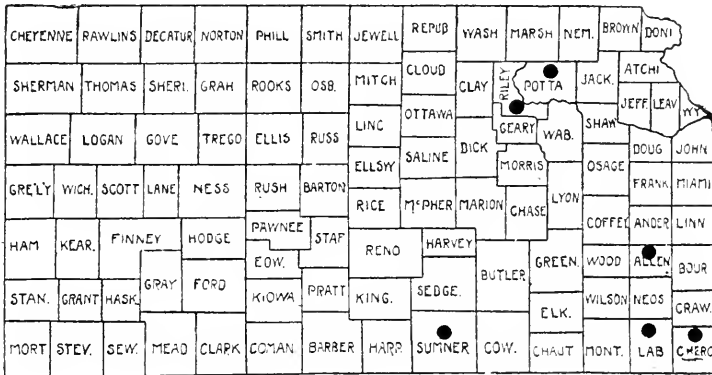 CHEYENNE RAWLINS DECATUR NORTON PHILL SMITH JEWELL REPUB WASH MARSH NEM. BROWN DONI
SHERMAN THOMAS SHERI. GRAH ROOKS OSB. MITCH CLOUD CLAY RILEY POTTA JACK. ATCHI
JEFF. LEAV WY
OTTAWA
WALLACE LOGAN GOVE TREGO ELLIS RUSS LINC SALINE DICK GEARY WAB. SHAW DOUG JOHN
ELLSW MORRIS OSAGE
GRE'LY WICH. SCOTT LANE NESS RUSH BARTON RICE McPHER MARION CHASE LYON FRANK. MIAMI
COFFEY ANDER LINN
HAM KEAR. FINNEY HODGE PAWNEE STAF RENO HARVEY
EDW. BUTLER GREEN. WOOD ALLEN BOUR
STAN. GRANT HASK. GRAY FORD KIOWA PRATT KING. SEDGE. ELK. WILSON NEOS CRAW.
MORT STEV. SEW. MEAD CLARK COMAN. BARBER HARP. SUMNER COW. CHAUT MONT. LAB CHERO